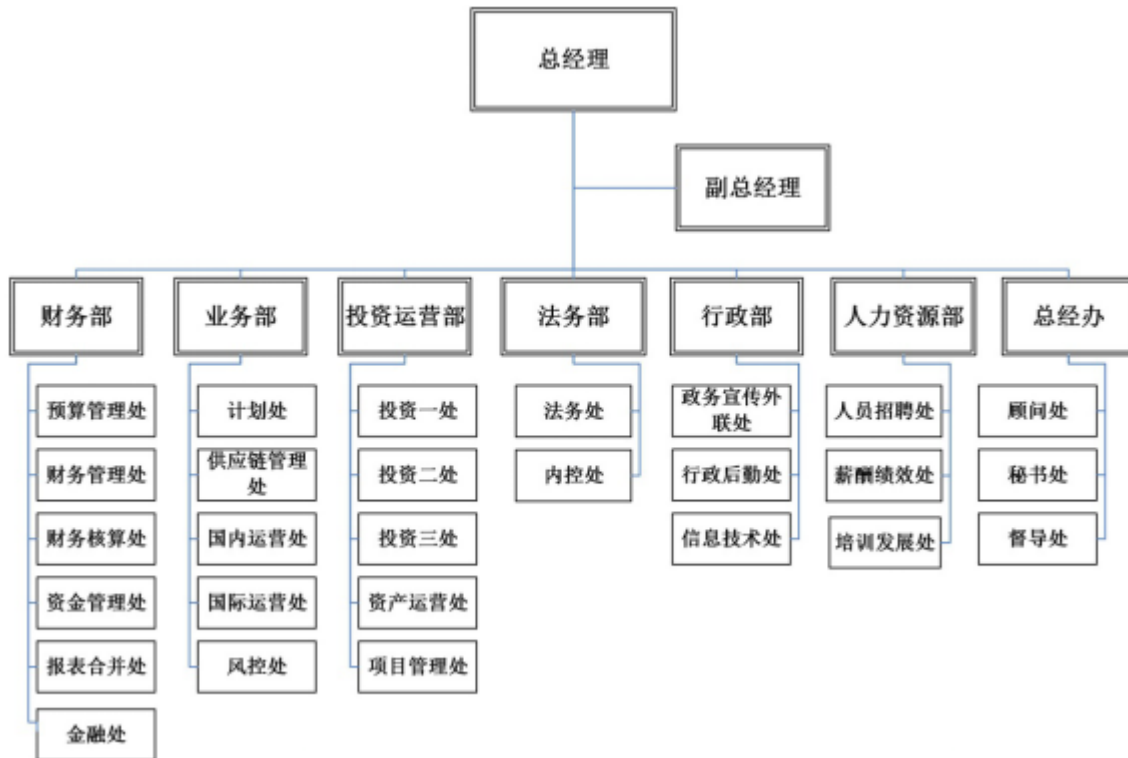 总经理
副总经理
财务部
业务部
投资运营部
法务部
行政部
人力资源部
总经办
预算管理处
财务管理处
财务核算处
资金管理处
报表合并处
金融处
计划处
供应链管理
处
国内运营处
国际运营处
风控处
投资一处
投资二处
投资三处
资产运营处
项目管理处
法务处
内控处
政务宣传外
联处
行政后勤处
信息技术处
人员招聘处
薪酬绩效处
培训发展处
顾问处
秘书处
督导处